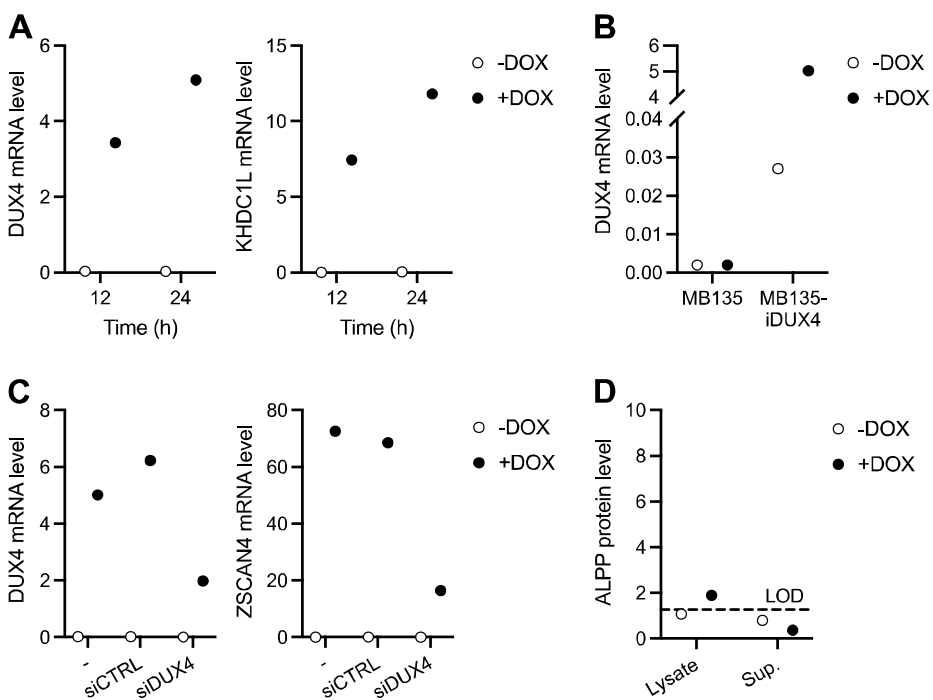 A
DUX4 mRNA level
6
4
2
0
12
24
Time (h)
KHDC1L mRNA level
15
10
5
0
12
24
Time (h)
-DOX
+DOX
B
DUX4 mRNA level
6
5
4
0.04
0.03
0.02
0.01
0.00
MB135
MB135-
iDUX4
-DOX
+DOX
C
DUX4 mRNA level
8
6
4
2
0
-
siCTRL
siDUX4
ZSCAN4 mRNA level
80
60
40
20
0
-
siCTRL
siDUX4
-DOX
+DOX
D
ALPP protein level
10
8
6
4
2
0
LOD
Lysate
Sup.
-DOX
+DOX